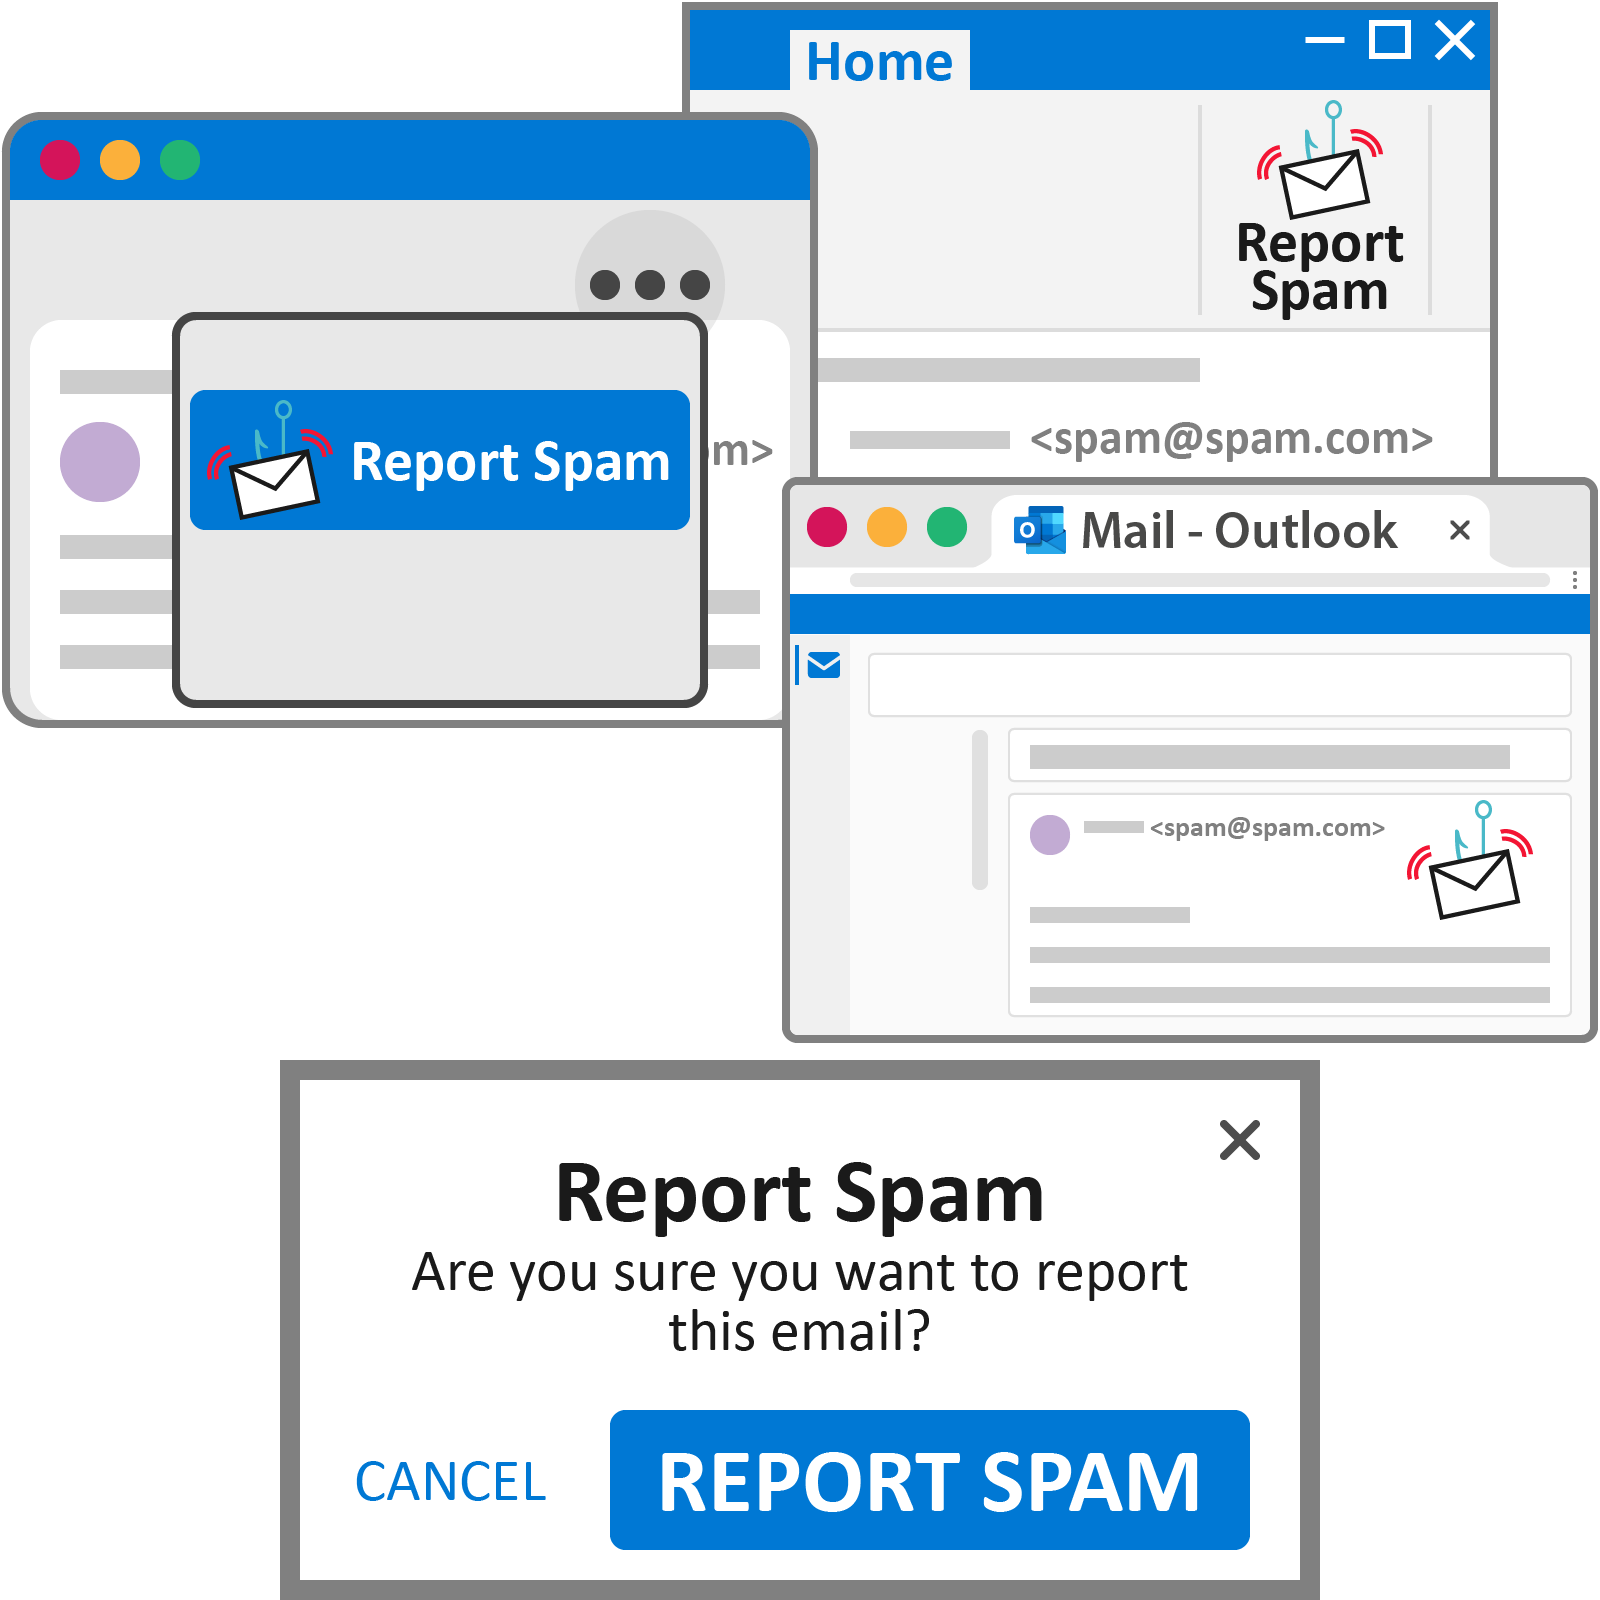 Home
Report
Spam
Report Spam
m>
<spam@spam.com>
Mail - Outlook
<spam@spam.com>
Report Spam
Are you sure you want to report
this email?
CANCEL
REPORT SPAM